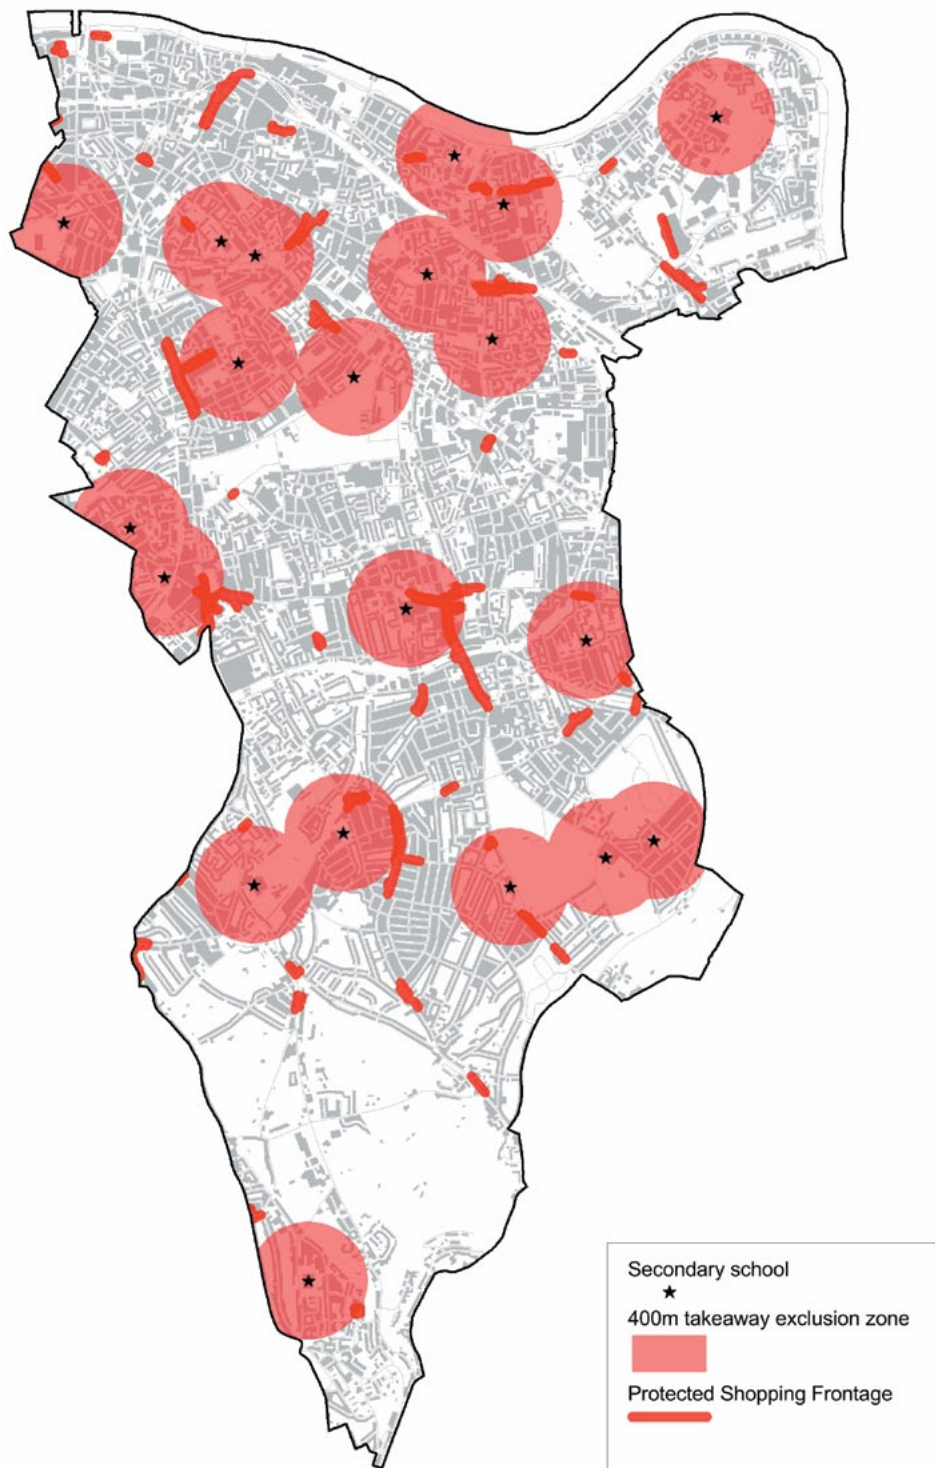 Secondary school
400m takeaway exclusion zone
Protected Shopping Frontage